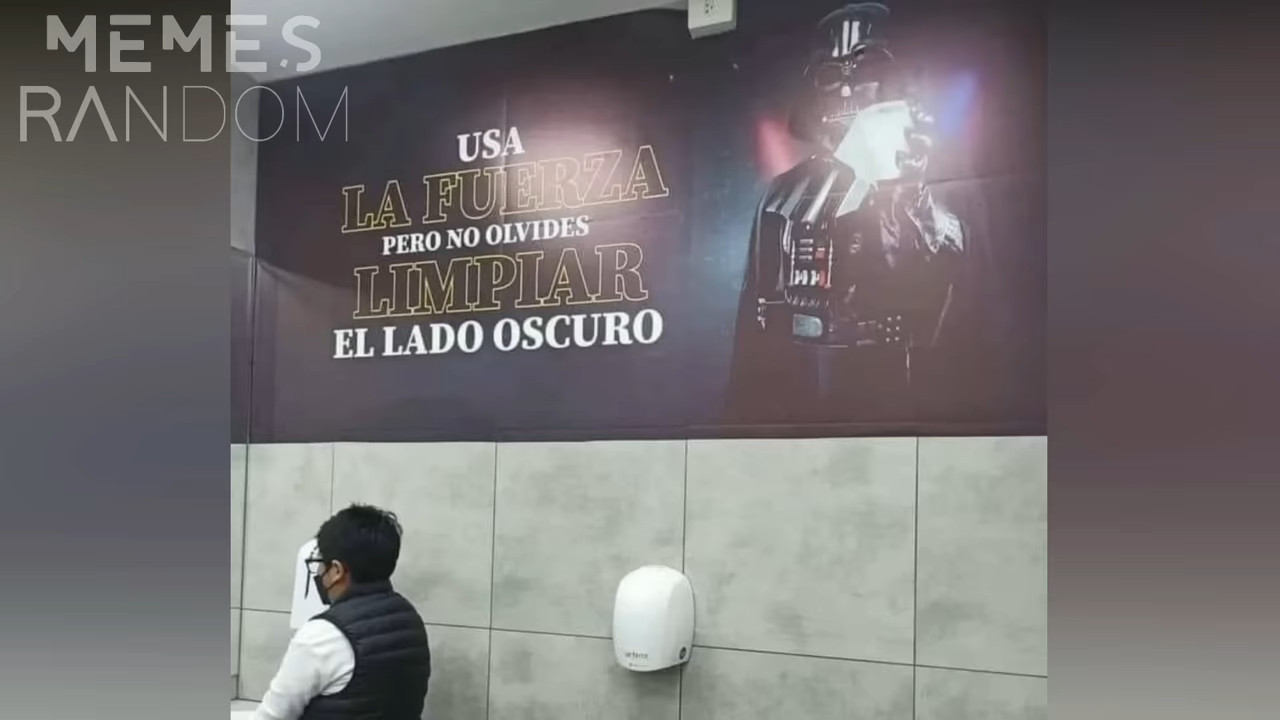 MEMES
RANDOM
USA
LA FUERZA
PERO NO OLVIDES
LIMPIAR
EL LADO OSCURO